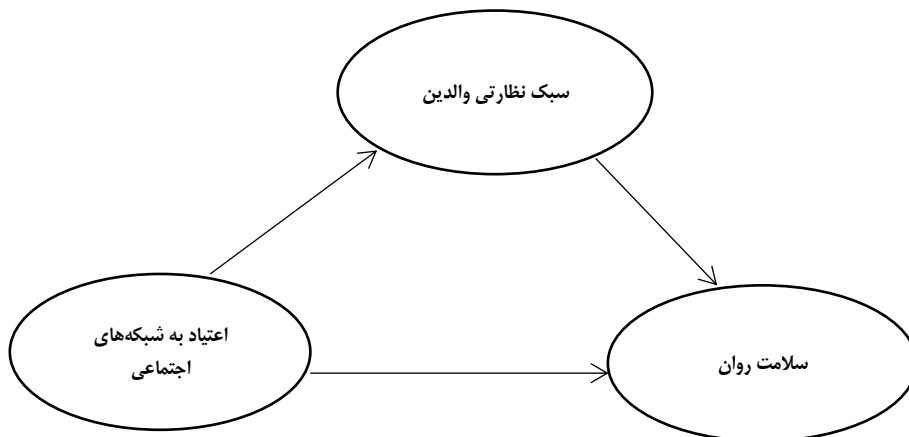 سبک نظارتی والدین
اعتیاد به شبکه‌های
اجتماعی
سلامت روان